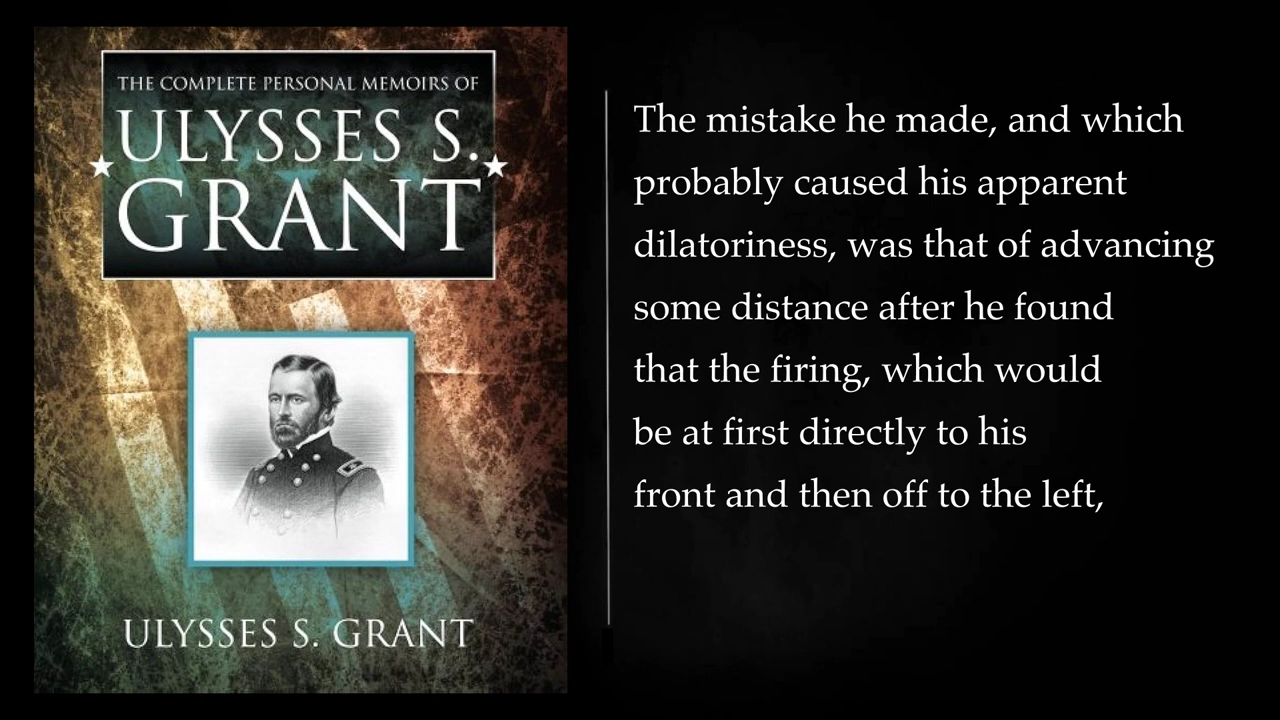 THE COMPLETE PERSONAL MEMOIRS OF
ULYSSES S.
GRANT
ULYSSES S. GRANT
The mistake he made, and which
probably caused his apparent
dilatoriness, was that of advancing
some distance after he found
that the firing, which would
be at first directly to his
front and then off to the left,